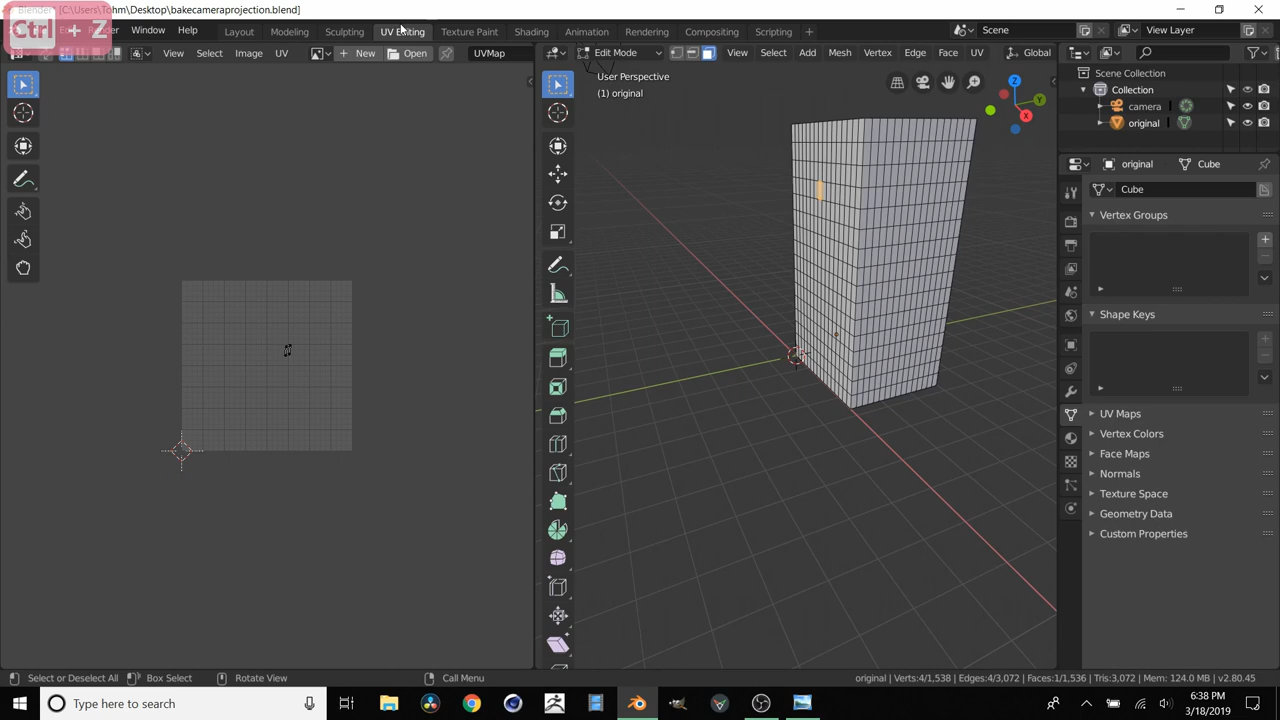 Blender* [C:\Users\Tohm\Desktop\bakecameraprojection.blend]
Ctrl + Z
Window Help Layout Modeling Sculpting UV Editing Texture Paint Shading Animation Rendering Compositing Scripting Scene View Layer
View Select Image UV New Open UVMap
Edit Mode View Select Add Mesh Vertex Edge Face UV Global
User Perspective
(1) original
Z
Y
X
Scene Collection
Collection
camera
original
original Cube
Cube
Vertex Groups
Shape Keys
UV Maps
Vertex Colors
Face Maps
Normals
Texture Space
Geometry Data
Custom Properties
Select or Deselect All Box Select Rotate View Call Menu original | Verts:4/1,538 | Edges:4/3,072 | Faces:1/1,536 | Tris:3,072 | Mem: 124.0 MB | v2.80.45
Type here to search
6:38 PM
3/18/2019